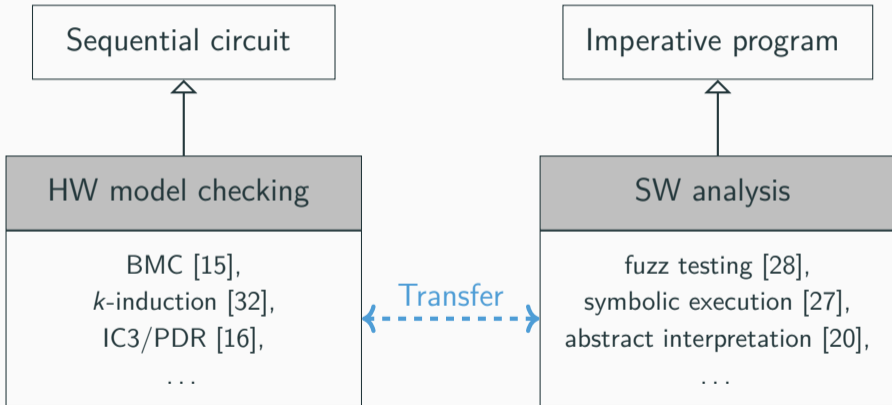 Sequential circuit
Imperative program
HW model checking
SW analysis
BMC [15],
k-induction [32],
IC3/PDR [16],
...
Transfer
fuzz testing [28],
symbolic execution [27],
abstract interpretation [20],
...